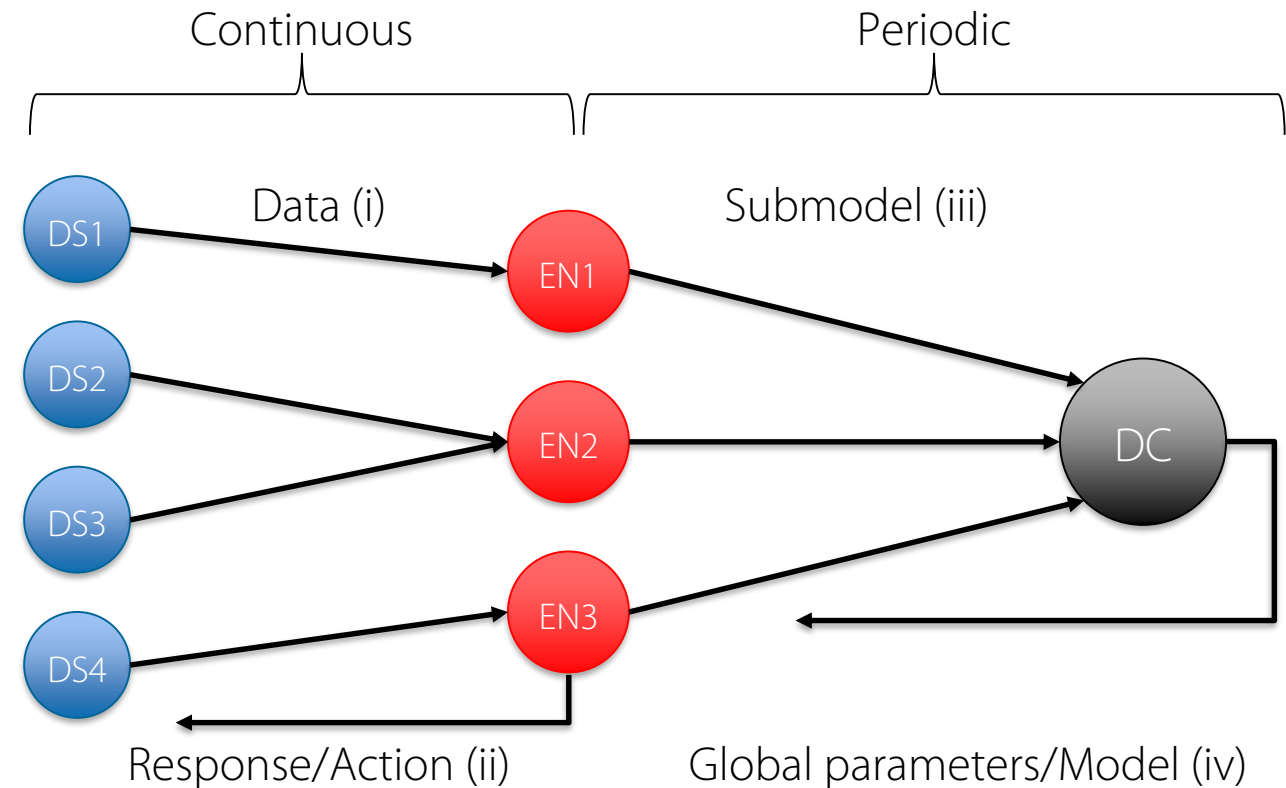 Continuous
Periodic
Data (i)
Submodel (iii)
DS1
EN1
DS2
EN2
DC
DS3
EN3
DS4
Response/Action (ii)
Global parameters/Model (iv)